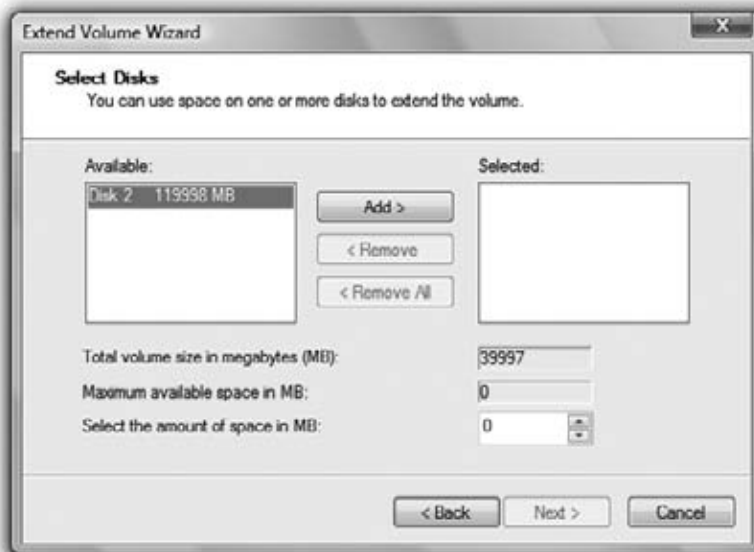 Extend Volume Wizard
X
Select Disks
You can use space on one or more disks to extend the volume.
Available:
Selected:
Disk 2 119998 MB
Add >
< Remove
< Remove All
Total volume size in megabytes (MB): 39997
Maximum available space in MB: 0
Select the amount of space in MB: 0
< Back Next > Cancel